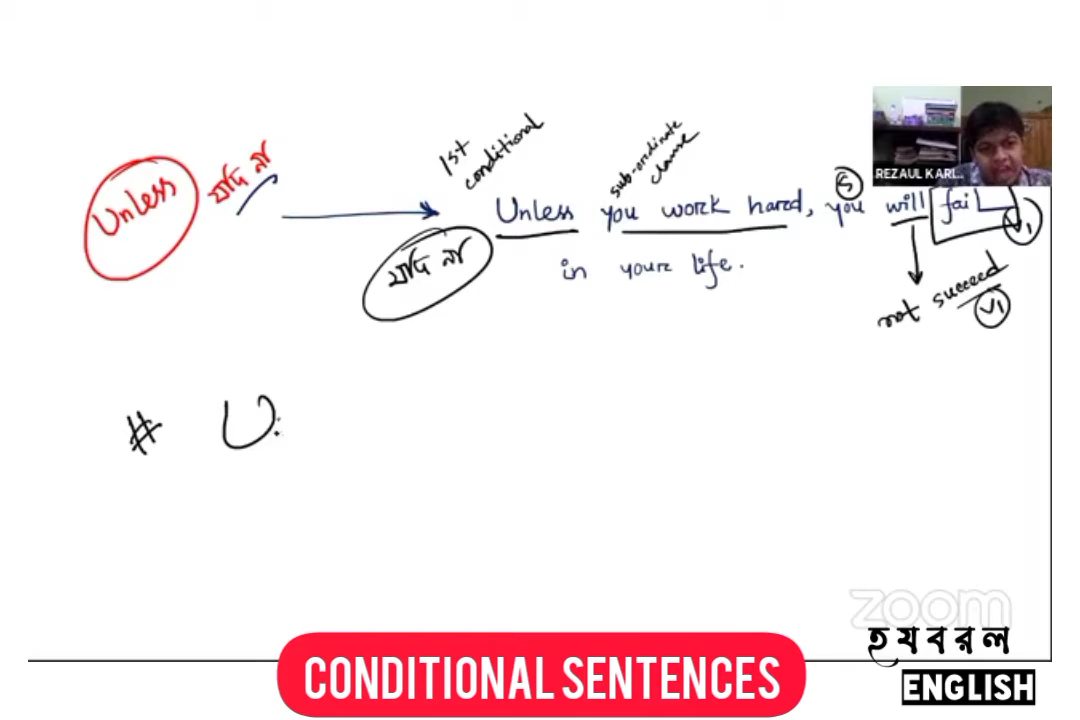 Unless
যদি না
1st
conditional
sub-ordinate
clause
Unless you work hard, you will fail
in your life.
যদি না
S
V1
not succeed
V1
#
REZAUL KARI...
zoom
হযবরল
ENGLISH
CONDITIONAL SENTENCES